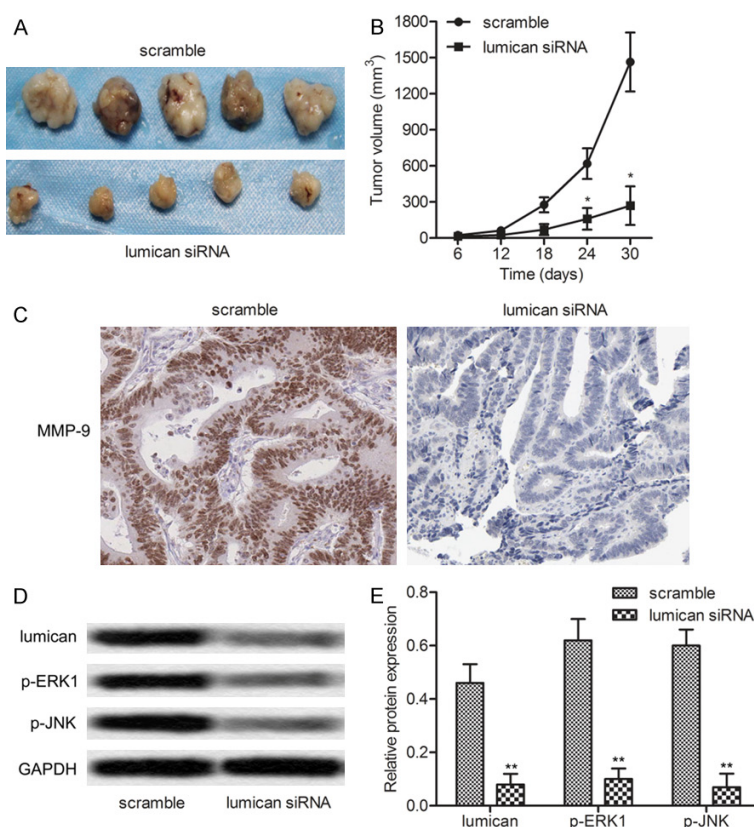 A
scramble
lumican siRNA
B
scramble
lumican siRNA
Tumor volume (mm³)
1800
1500
1200
900
600
300
0
*
*
6 12 18 24 30
Time (days)
C
scramble lumican siRNA
MMP-9
D
lumican
p-ERK1
p-JNK
GAPDH
scramble lumican siRNA
E
scramble
lumican siRNA
Relative protein expression
0.8
0.6
0.4
0.2
0.0
** ** **
lumican p-ERK1 p-JNK